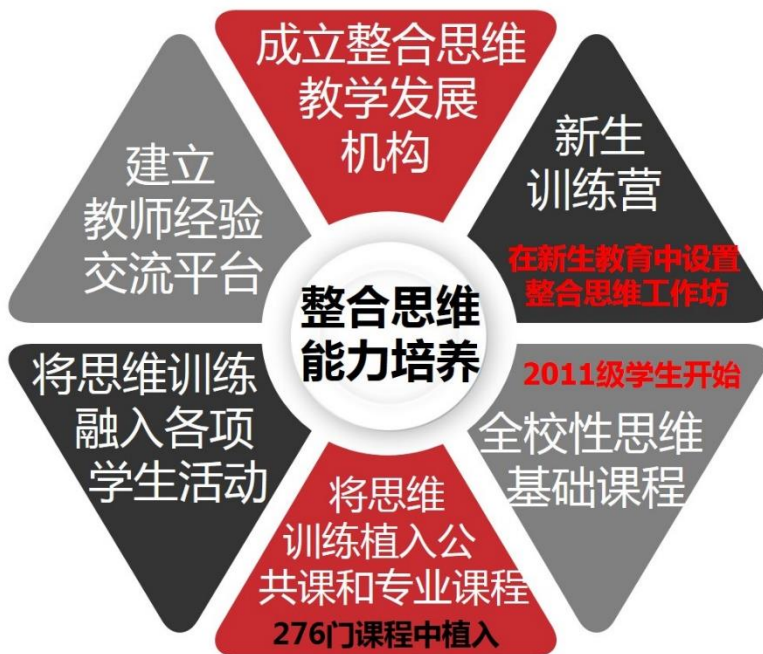 成立整合思维
教学发展
机构
新生
训练营
在新生教育中设置
整合思维工作坊
2011级学生开始
全校性思维
基础课程
将思维
训练植入公
共课和专业课程
276门课程中植入
将思维训练
融入各项
学生活动
建立
教师经验
交流平台
整合思维
能力培养